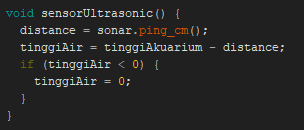 void sensorUltrasonic() {
  distance = sonar.ping_cm();
  tinggiAir = tinggiAkuarium - distance;
  if (tinggiAir < 0) {
    tinggiAir = 0;
  }
}